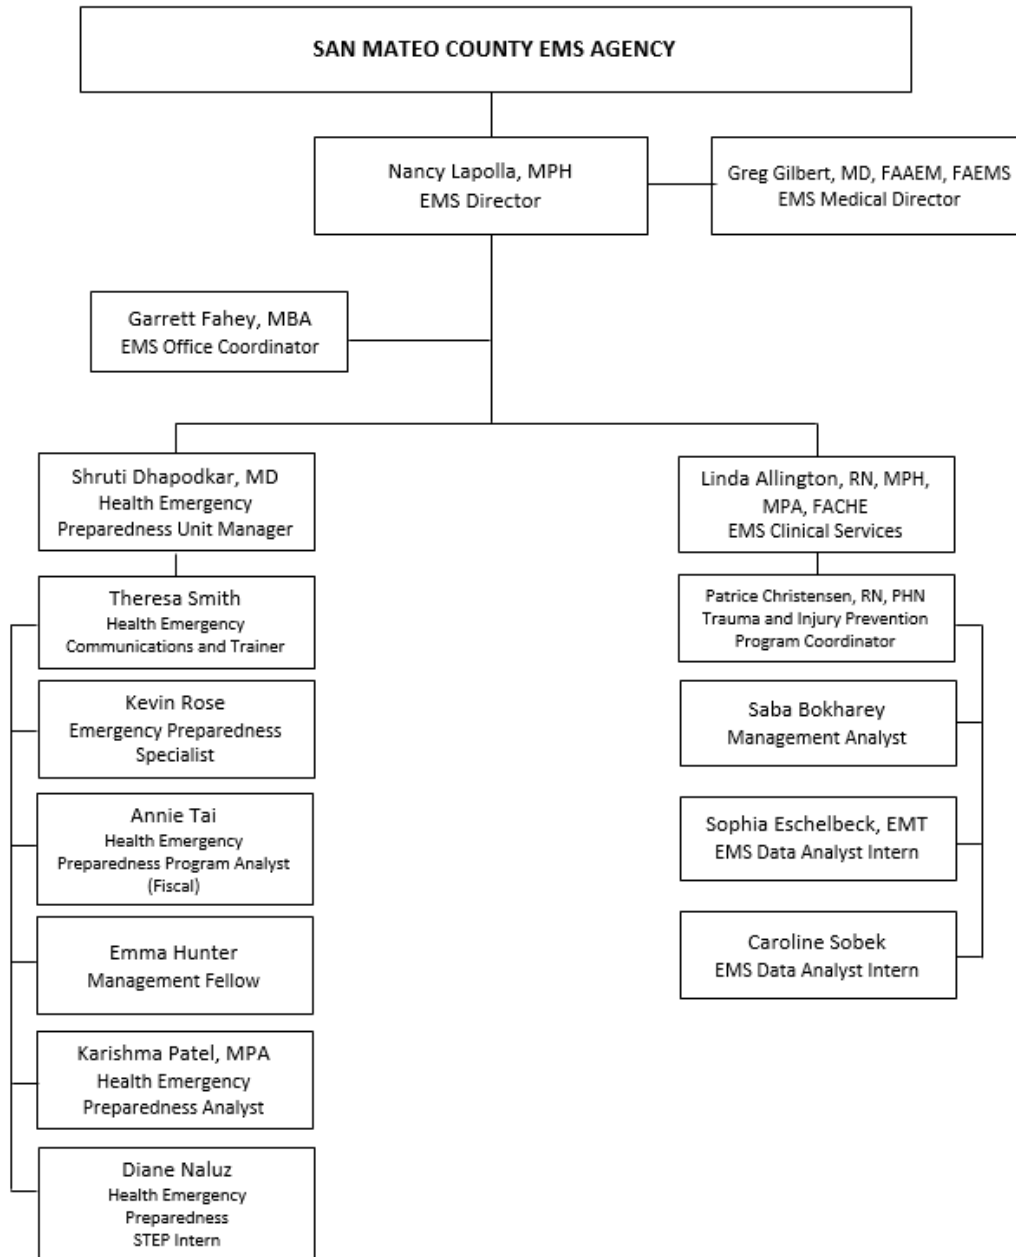 SAN MATEO COUNTY EMS AGENCY
Nancy Lapolla, MPH
EMS Director
Greg Gilbert, MD, FAAEM, FAEMS
EMS Medical Director
Garrett Fahey, MBA
EMS Office Coordinator
Shruti Dhapodkar, MD
Health Emergency
Preparedness Unit Manager
Theresa Smith
Health Emergency
Communications and Trainer
Kevin Rose
Emergency Preparedness
Specialist
Annie Tai
Health Emergency
Preparedness Program Analyst
(Fiscal)
Emma Hunter
Management Fellow
Karishma Patel, MPA
Health Emergency
Preparedness Analyst
Diane Naluz
Health Emergency
Preparedness
STEP Intern
Linda Allington, RN, MPH,
MPA, FACHE
EMS Clinical Services
Patrice Christensen, RN, PHN
Trauma and Injury Prevention
Program Coordinator
Saba Bokharey
Management Analyst
Sophia Eschelbeck, EMT
EMS Data Analyst Intern
Caroline Sobek
EMS Data Analyst Intern